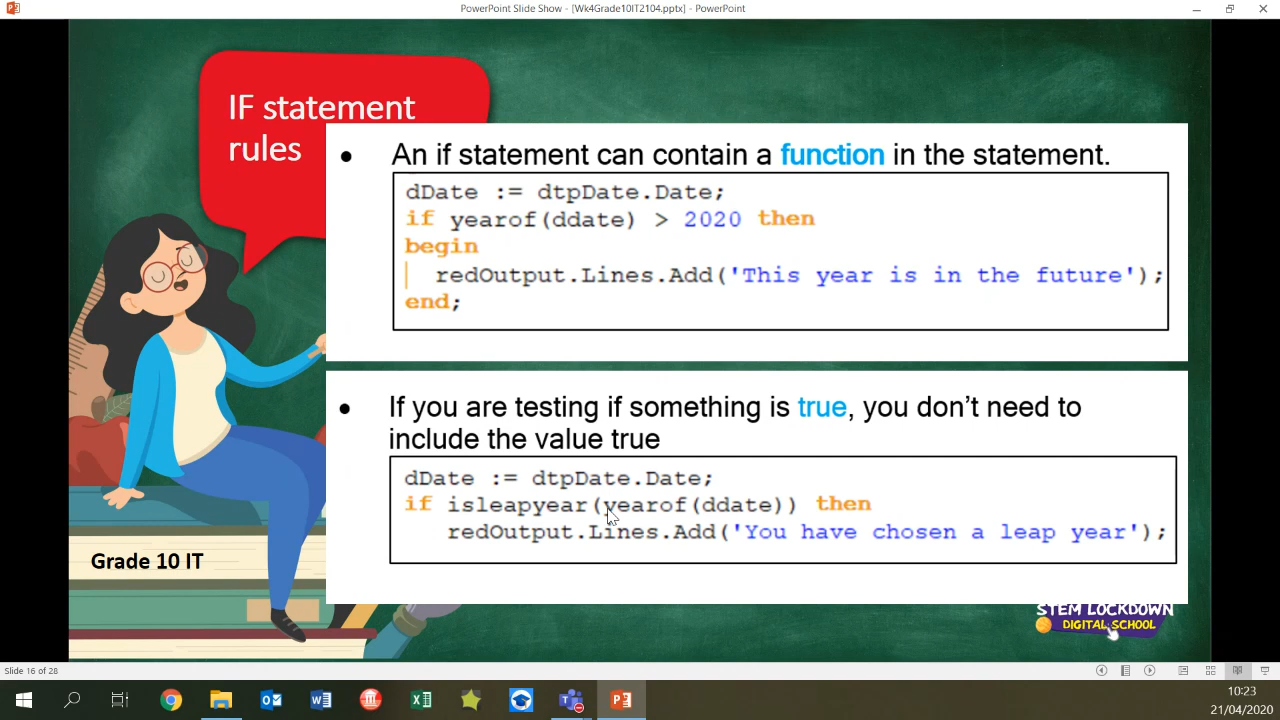 PowerPoint Slide Show - [Wk4Grade10IT2104.pptx] - PowerPoint
IF statement
rules
• An if statement can contain a function in the statement.
dDate := dtpDate.Date;
if yearof(ddate) > 2020 then
begin
redOutput.Lines.Add('This year is in the future');
end;
• If you are testing if something is true, you don't need to
include the value true
dDate := dtpDate.Date;
if isleapyear(yearof(ddate)) then
redOutput.Lines.Add('You have chosen a leap year');
Grade 10 IT
STEM LOCKDOWN
DIGITAL SCHOOL
Slide 16 of 28
10:23
21/04/2020